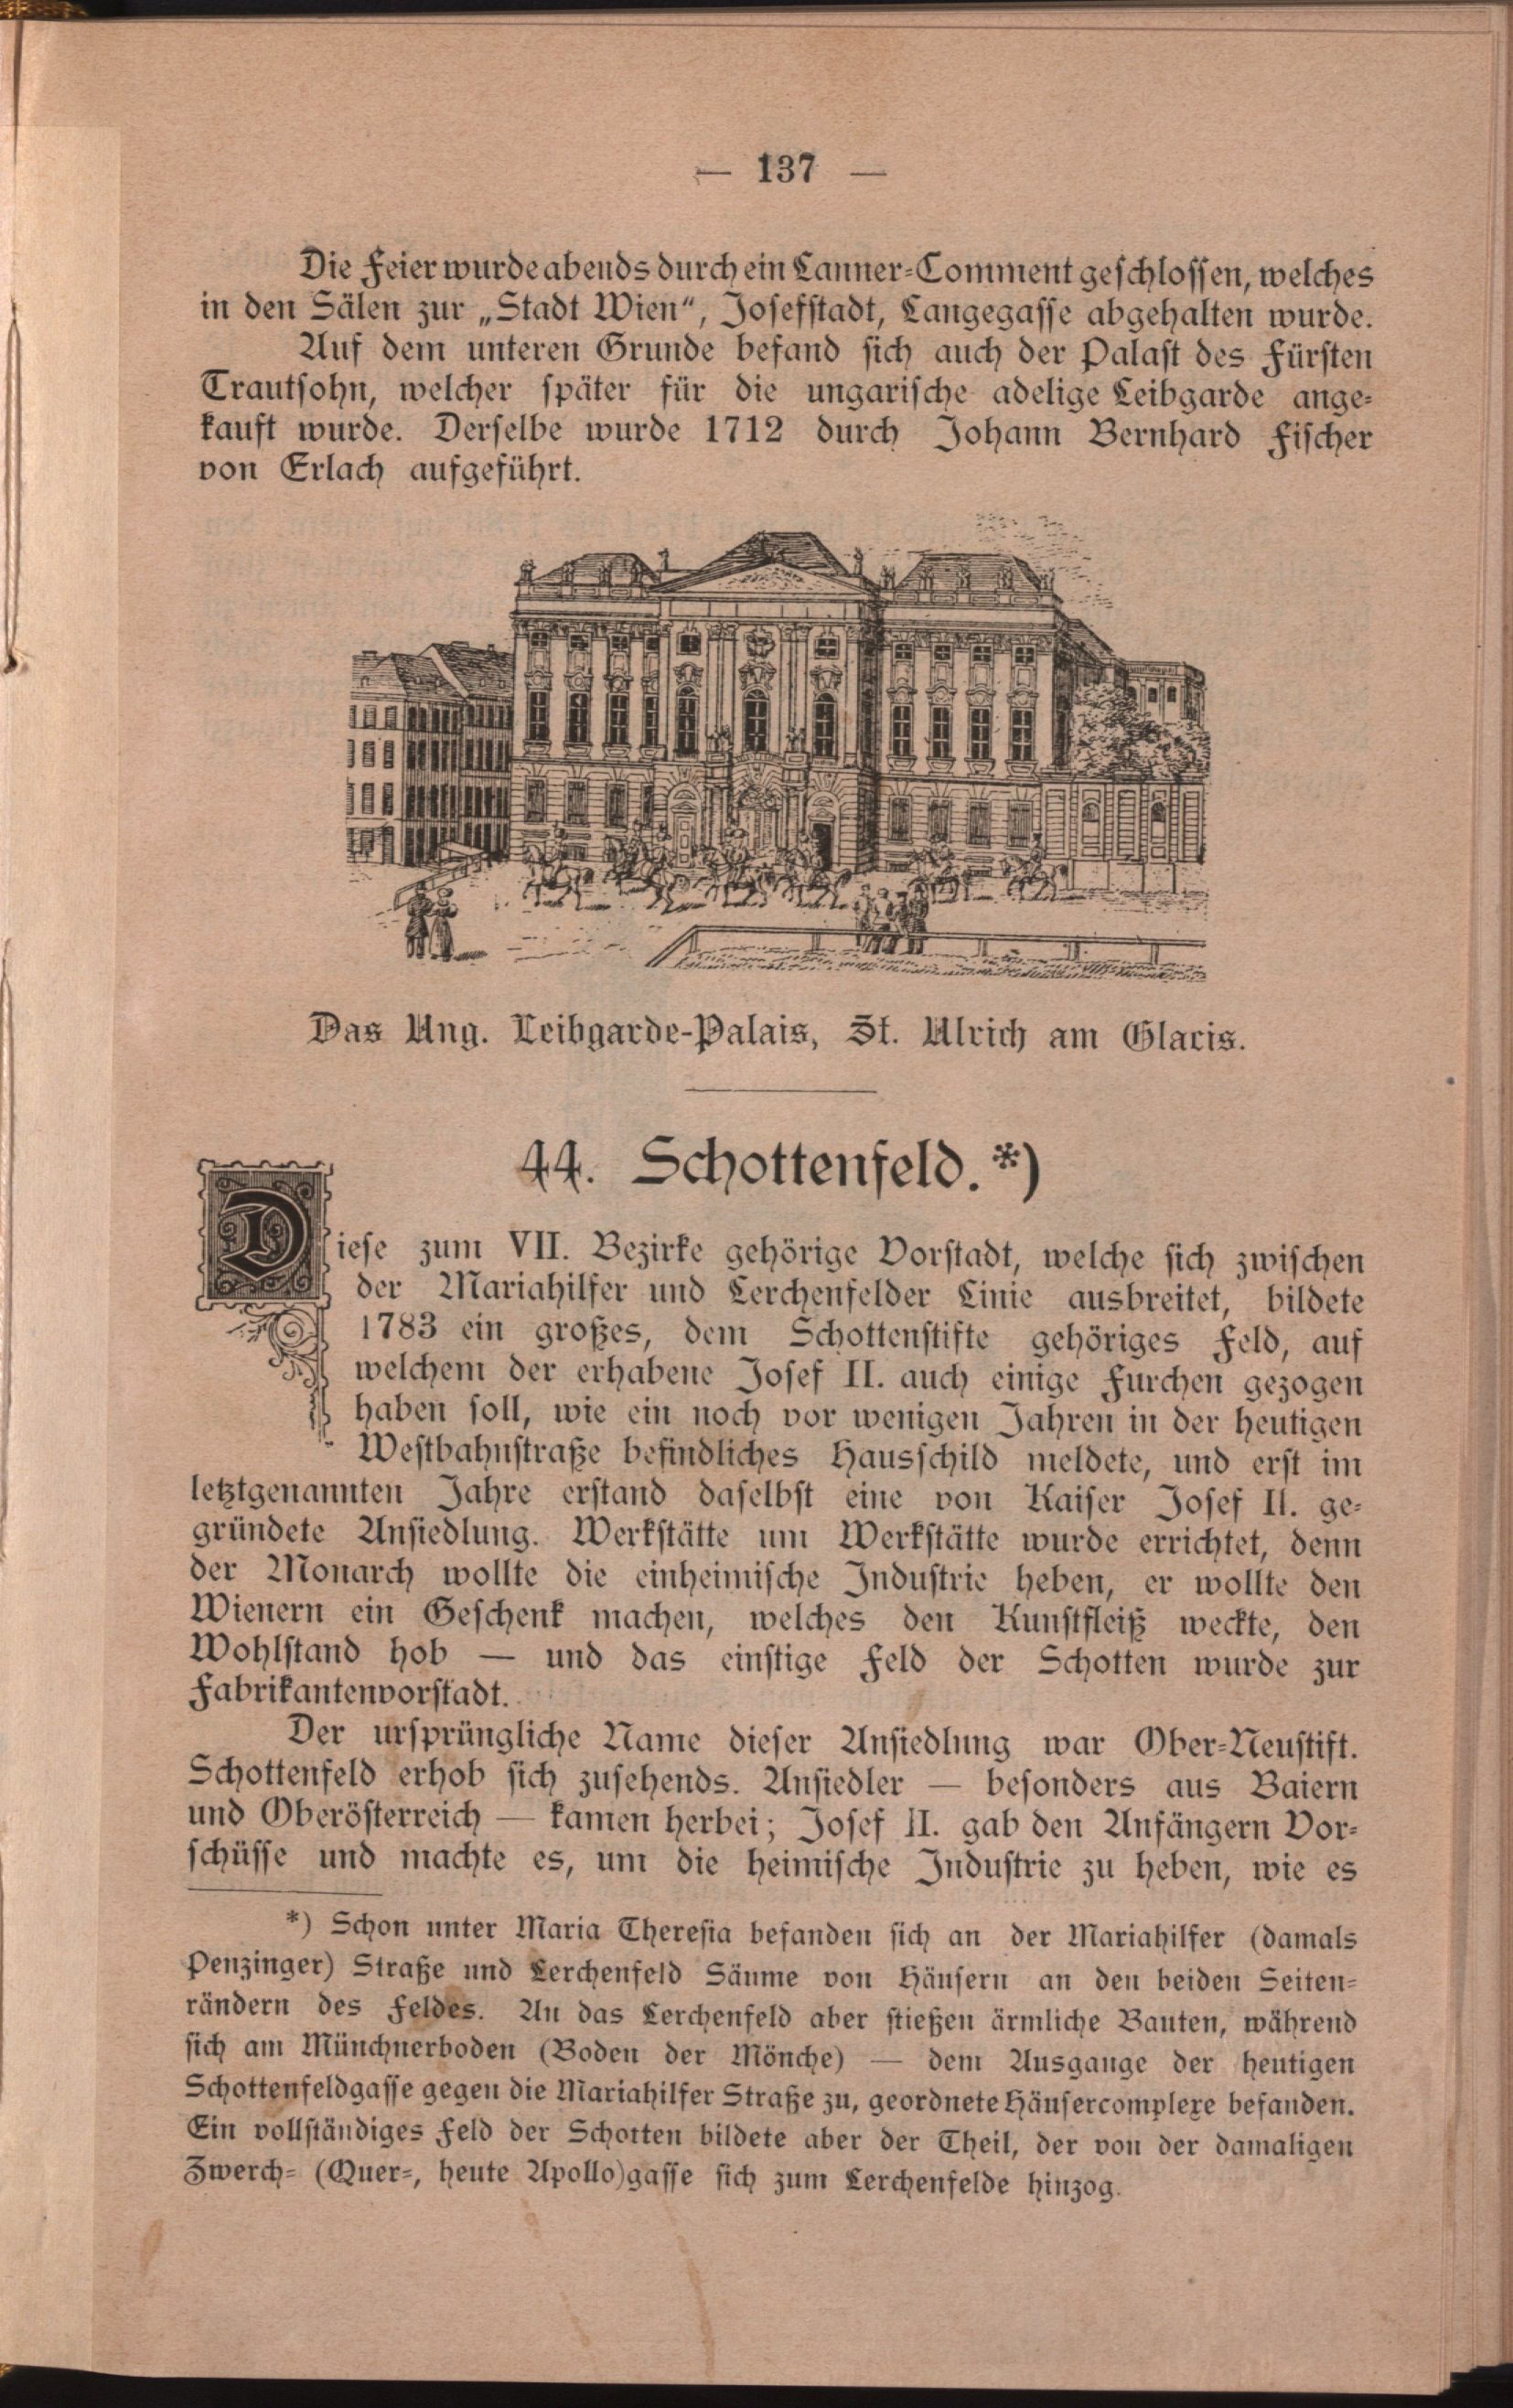 — 137 —
Die Feier wurde abends durch ein Lanner-Comment geschlossen, welches
in den Sälen zur „Stadt Wien“, Josefstadt, Langegasse abgehalten wurde.
Auf dem unteren Grunde befand sich auch der Palast des Fürsten
Trautsohn, welcher später für die ungarische adelige Leibgarde ange-
kauft wurde. Derselbe wurde 1712 durch Johann Bernhard Fischer
von Erlach aufgeführt.
Das Ung. Leibgarde-Palais, St. Ulrich am Glacis.
44. Schottenfeld.*)
Diese zum VII. Bezirke gehörige Vorstadt, welche sich zwischen
der Mariahilfer und Lerchenfelder Linie ausbreitet, bildete
1783 ein großes, dem Schottenstifte gehöriges Feld, auf
welchem der erhabene Josef II. auch einige Furchen gezogen
haben soll, wie ein noch vor wenigen Jahren in der heutigen
Westbahnstraße befindliches Hausschild meldete, und erst im
letztgenannten Jahre erstand daselbst eine von Kaiser Josef II. ge-
gründete Ansiedlung. Werkstätte um Werkstätte wurde errichtet, denn
der Monarch wollte die einheimische Industrie heben, er wollte den
Wienern ein Geschenk machen, welches den Kunstfleiß weckte, den
Wohlstand hob — und das einstige Feld der Schotten wurde zur
Fabrikantenvorstadt.
Der ursprüngliche Name dieser Ansiedlung war Ober-Neustift.
Schottenfeld erhob sich zusehends. Ansiedler — besonders aus Baiern
und Oberösterreich — kamen herbei; Josef II. gab den Anfängern Vor-
schüsse und machte es, um die heimische Industrie zu heben, wie es
*) Schon unter Maria Theresia befanden sich an der Mariahilfer (damals
Penzinger) Straße und Lerchenfeld Säume von Häusern an den beiden Seiten-
rändern des Feldes. An das Lerchenfeld aber stießen ärmliche Bauten, während
sich am Münchnerboden (Boden der Mönche) — dem Ausgange der heutigen
Schottenfeldgasse gegen die Mariahilfer Straße zu, geordnete Häusercomplexe befanden.
Ein vollständiges Feld der Schotten bildete aber der Theil, der von der damaligen
Zwerch- (Quer-, heute Apollo)gasse sich zum Lerchenfelde hinzog.